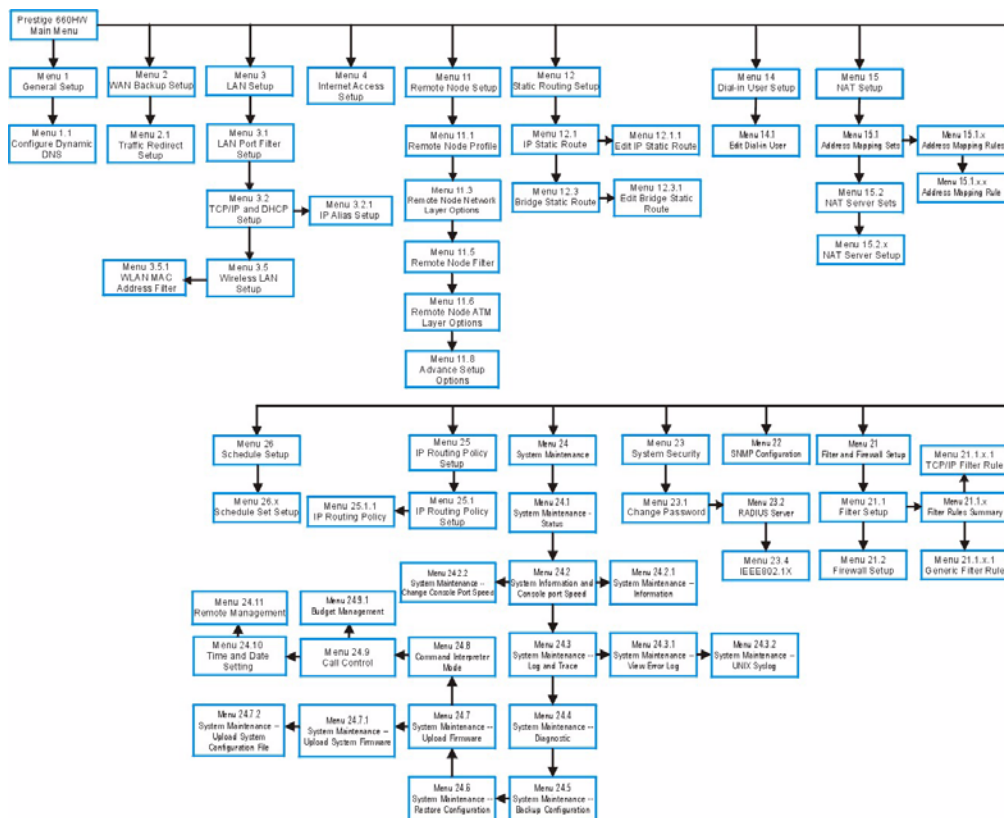 Prestige 660HW
Main Menu
Menu 1
General Setup
Menu 2
WAN Backup Setup
Menu 3
LAN Setup
Menu 4
Internet Access
Setup
Menu 11
Remote Node Setup
Menu 12
Static Routing Setup
Menu 14
Dial-in User Setup
Menu 15
NAT Setup
Menu 1.1
Configure Dynamic
DNS
Menu 2.1
Traffic Redirect
Setup
Menu 3.1
LAN Port Filter
Setup
Menu 11.1
Remote Node Profile
Menu 12.1
IP Static Route
Menu 12.1.1
Edit IP Static Route
Menu 14.1
Edit Dial-in User
Menu 15.1
Address Mapping Sets
Menu 15.1.x
Address Mapping Rules
Menu 15.1.x.x
Address Mapping Rule
Menu 3.2
TCP/IP and DHCP
Setup
Menu 3.2.1
IP Alias Setup
Menu 11.3
Remote Node Network
Layer Options
Menu 12.3
Bridge Static Route
Menu 12.3.1
Edit Bridge Static
Route
Menu 15.2
NAT Server Sets
Menu 15.2.x
NAT Server Setup
Menu 3.5.1
WLAN MAC
Address Filter
Menu 3.5
Wireless LAN
Setup
Menu 11.5
Remote Node Filter
Menu 11.6
Remote Node ATM
Layer Options
Menu 11.8
Advance Setup
Options
Menu 26
Schedule Setup
Menu 25
IP Routing Policy
Setup
Menu 24
System Maintenance
Menu 23
System Security
Menu 22
SNMP Configuration
Menu 21
Filter and Firewall Setup
Menu 21.1.x.1
TCP/IP Filter Rule
Menu 26.x
Schedule Set Setup
Menu 25.1.1
IP Routing Policy
Menu 25.1
IP Routing Policy
Setup
Menu 24.1
System Maintenance -
Status
Menu 23.1
Change Password
Menu 23.2
RADIUS Server
Menu 21.1
Filter Setup
Menu 21.1.x
Filter Rules Summary
Menu 23.4
IEEE802.1X
Menu 21.2
Firewall Setup
Menu 21.1.x.1
Generic Filter Rule
Menu 24.2.2
System Maintenance --
Change Console Port Speed
Menu 24.2
System Information and
Console port Speed
Menu 24.2.1
System Maintenance --
Information
Menu 24.11
Remote Management
Menu 24.9.1
Budget Management
Menu 24.10
Time and Date
Setting
Menu 24.9
Call Control
Menu 24.8
Command Interpreter
Mode
Menu 24.3
System Maintenance --
Log and Trace
Menu 24.3.1
System Maintenance --
View Error Log
Menu 24.3.2
System Maintenance --
UNIX Syslog
Menu 24.7.2
System Maintenance --
Upload System
Configuration File
Menu 24.7.1
System Maintenance --
Upload System Firmware
Menu 24.7
System Maintenance --
Upload Firmware
Menu 24.4
System Maintenance --
Diagnostic
Menu 24.6
System Maintenance --
Restore Configuration
Menu 24.5
System Maintenance --
Backup Configuration